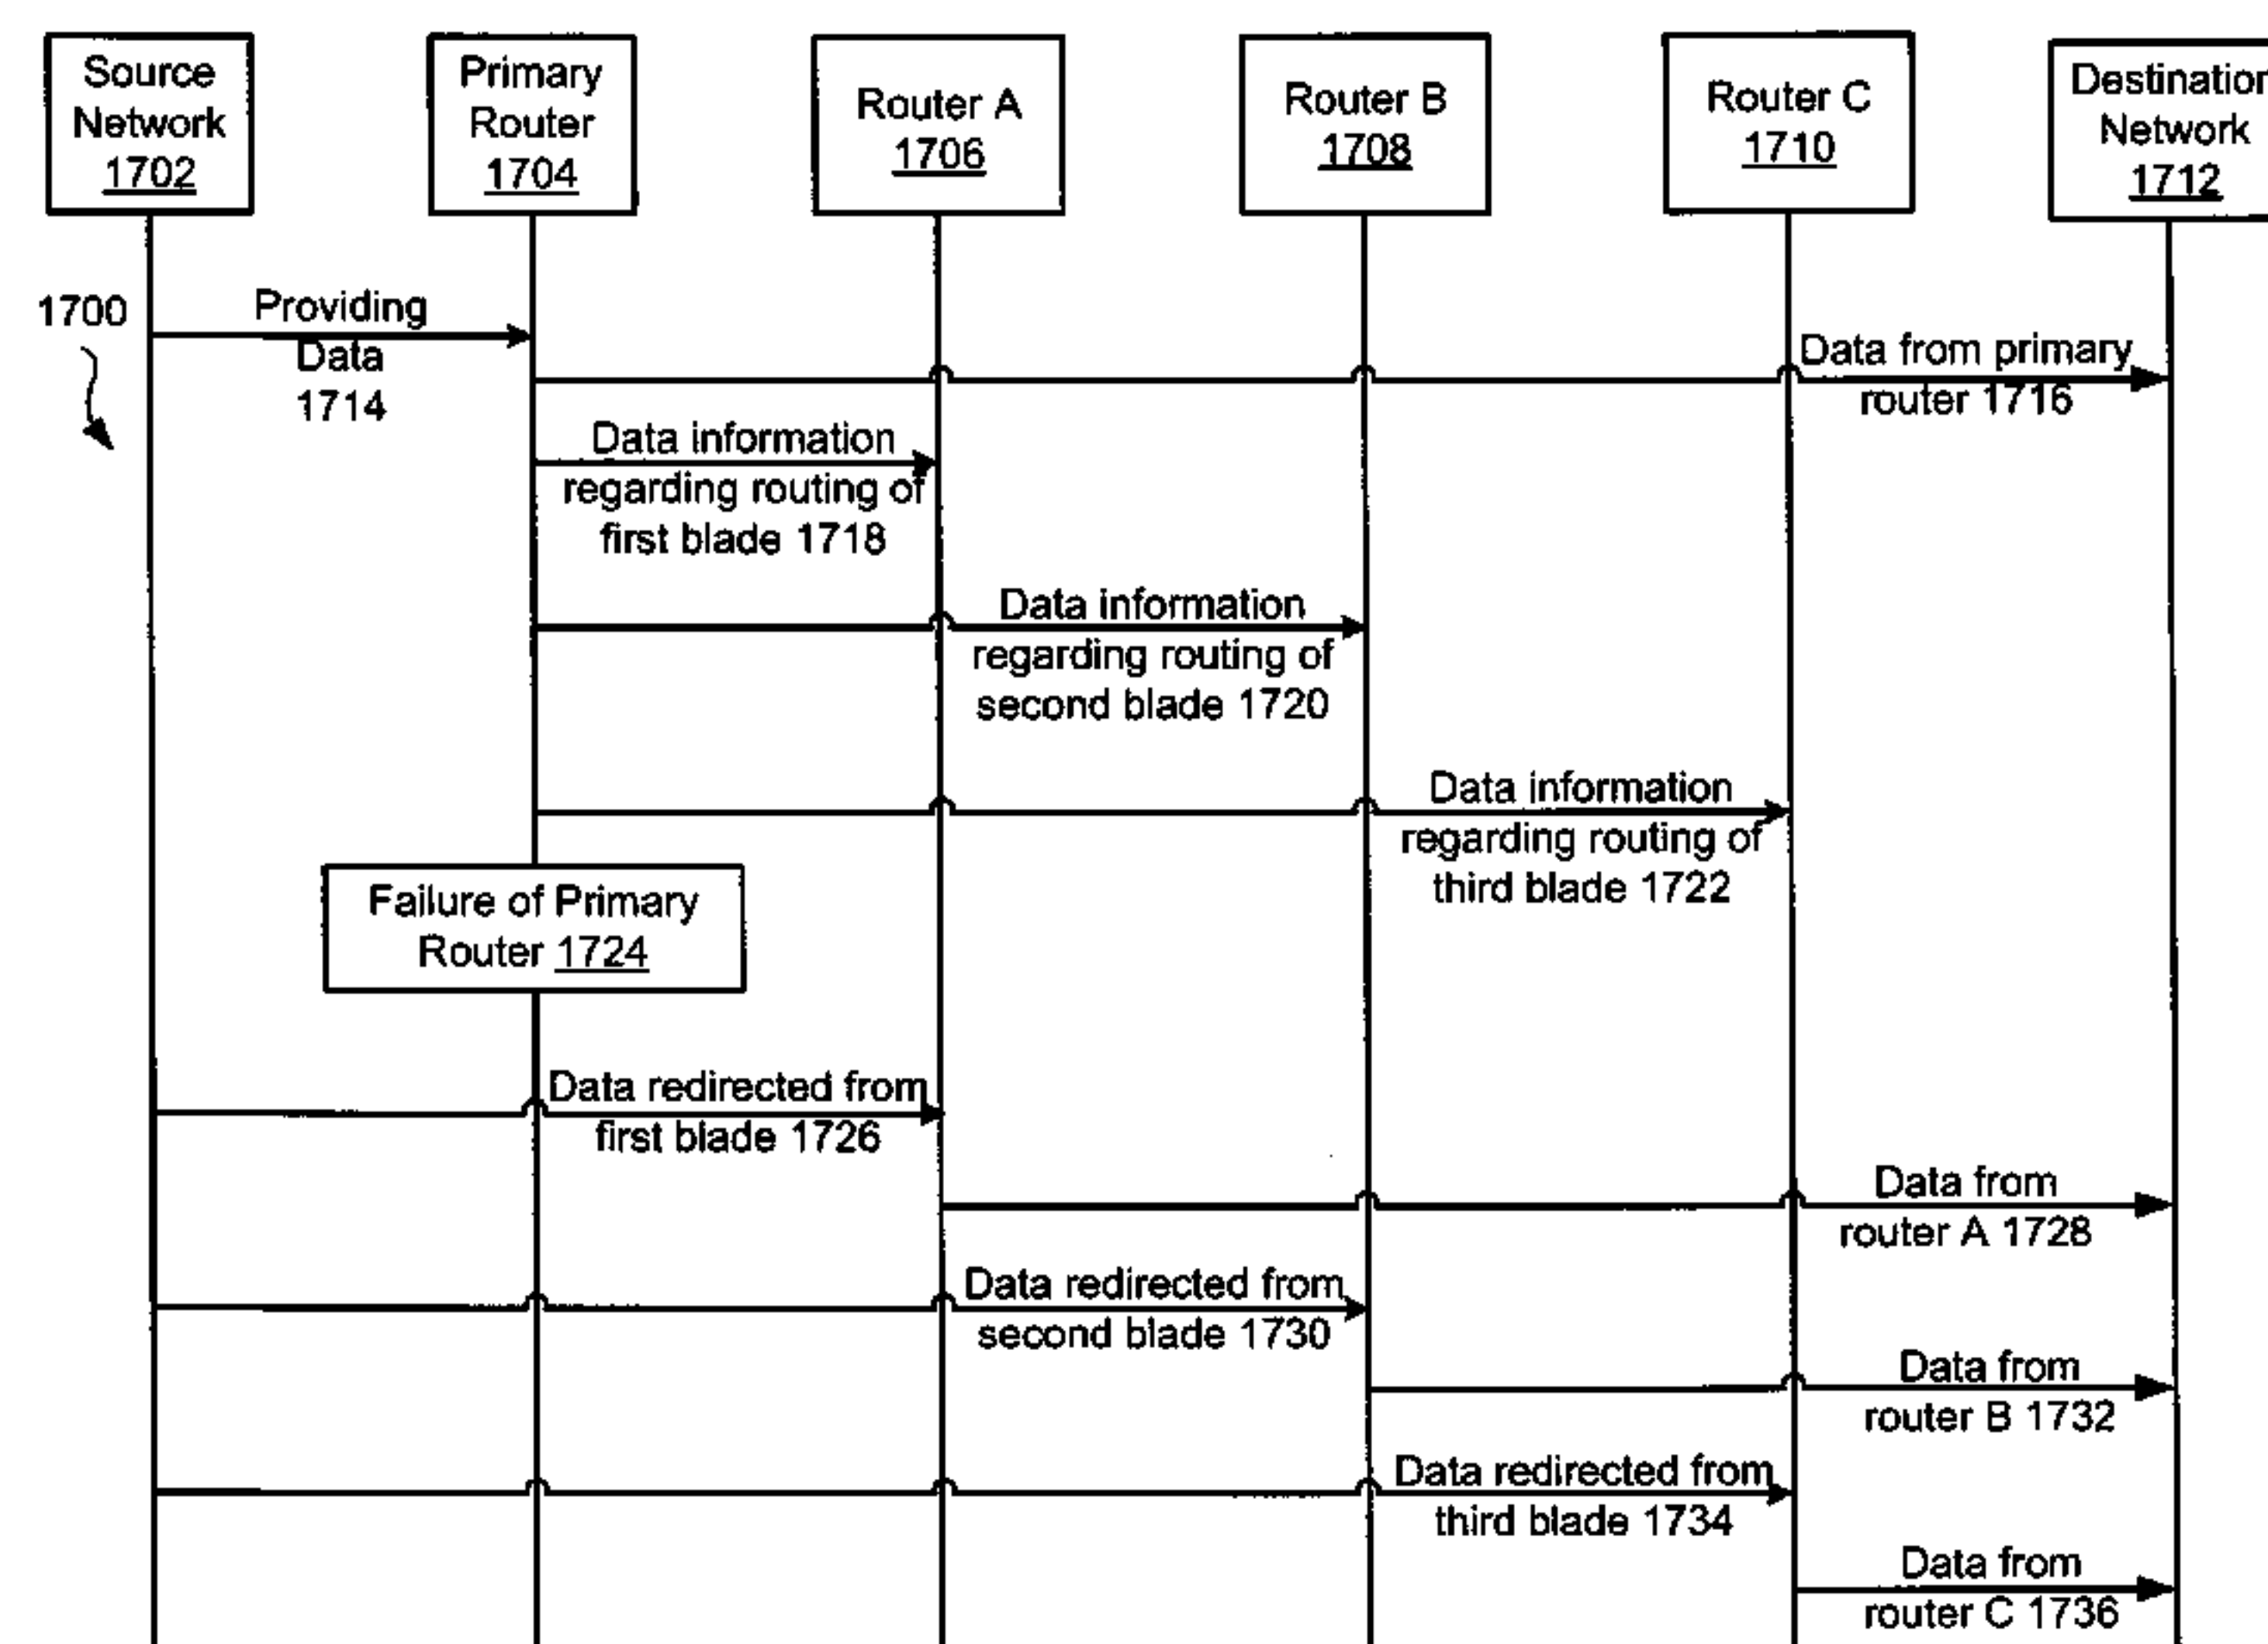 Source
Network
1702
Primary
Router
1704
Router A
1706
Router B
1708
Router C
1710
Destination
Network
1712
1700
Providing
Data
1714
Data from primary
router 1716
Data information
regarding routing of
first blade 1718
Data information
regarding routing of
second blade 1720
Data information
regarding routing of
third blade 1722
Failure of Primary
Router 1724
Data redirected from
first blade 1726
Data from
router A 1728
Data redirected from
second blade 1730
Data from
router B 1732
Data redirected from
third blade 1734
Data from
router C 1736